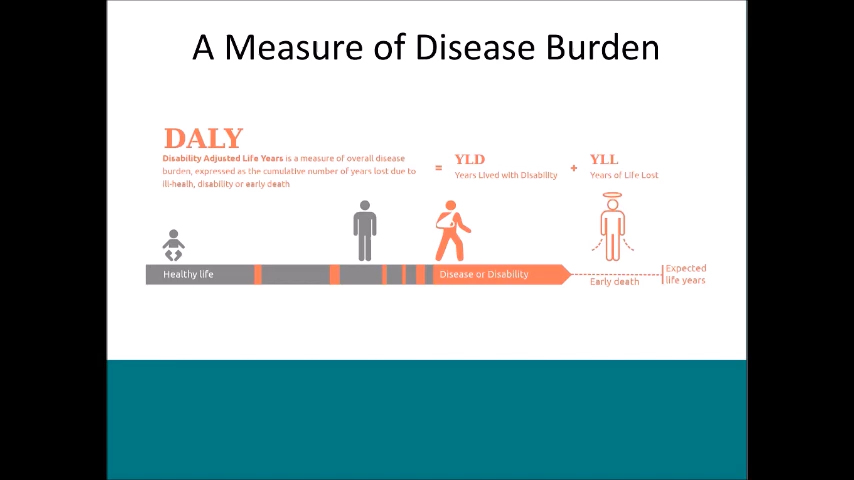 A Measure of Disease Burden
DALY
Disability Adjusted Life Years is a measure of overall disease
burden, expressed as the cumulative number of years lost due to
ill-healh, disability or early death
=
YLD
Years Lived with Disability
+
YLL
Years of Life Lost
Healthy life
Disease or Disability
Early death
Expected
life years